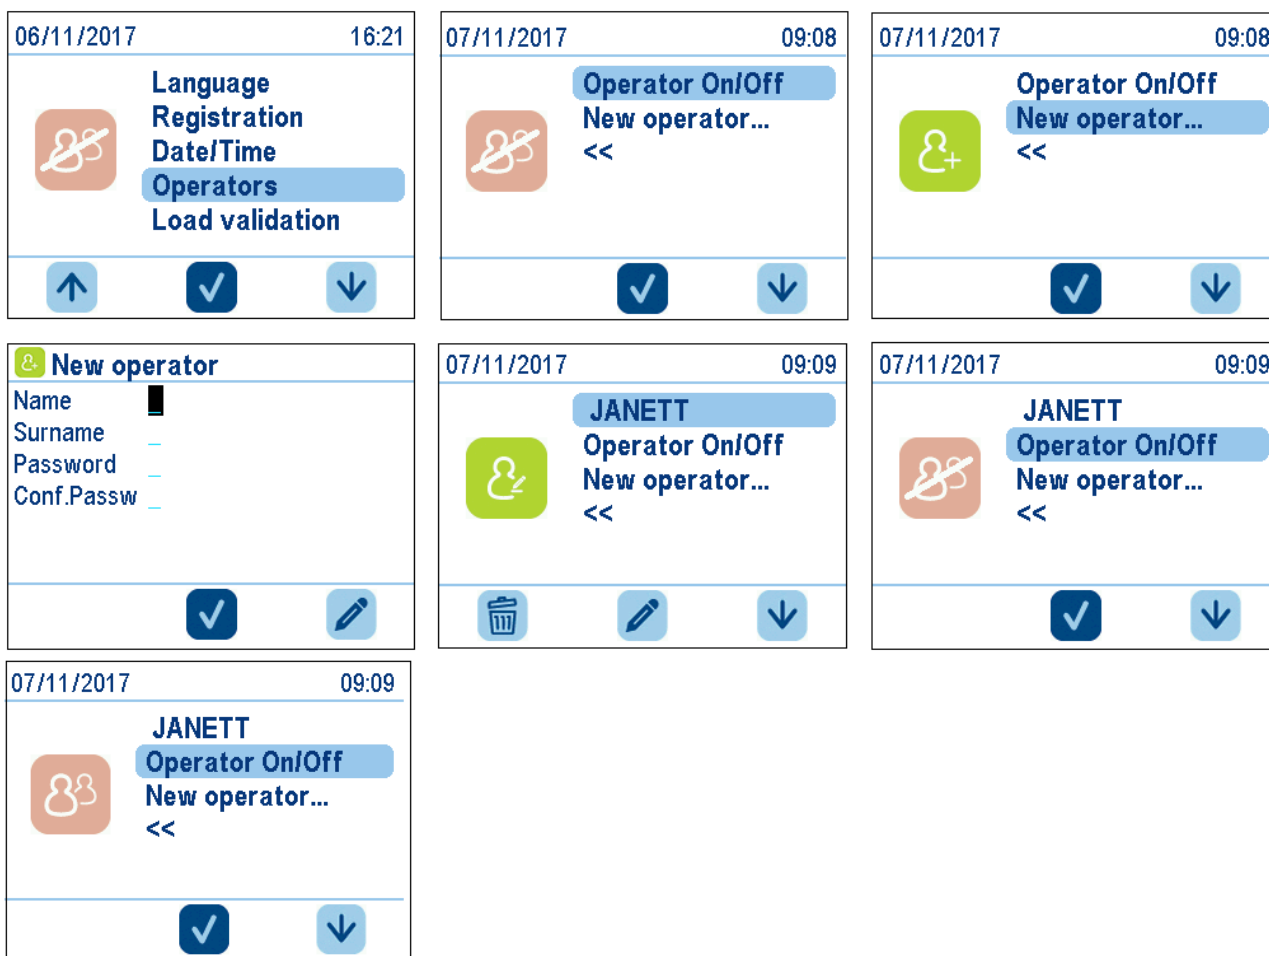 06/11/2017 16:21
Language
Registration
Date/Time
Operators
Load validation
07/11/2017 09:08
Operator On/Off
New operator...
<<
07/11/2017 09:08
Operator On/Off
New operator...
<<
New operator
Name _
Surname _
Password _
Conf.Passw _
07/11/2017 09:09
JANETT
Operator On/Off
New operator...
<<
07/11/2017 09:09
JANETT
Operator On/Off
New operator...
<<
07/11/2017 09:09
JANETT
Operator On/Off
New operator...
<<